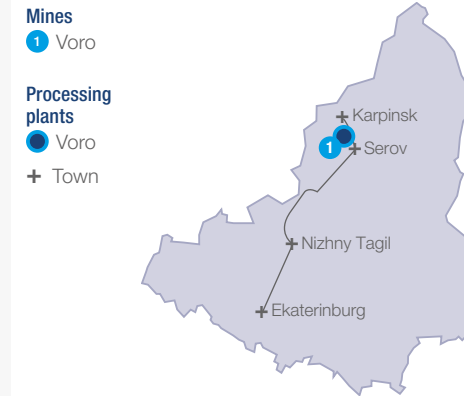 Mines
1 Voro
Processing
plants
Voro
Town
Karpinsk
1
Serov
Nizhny Tagil
Ekaterinburg